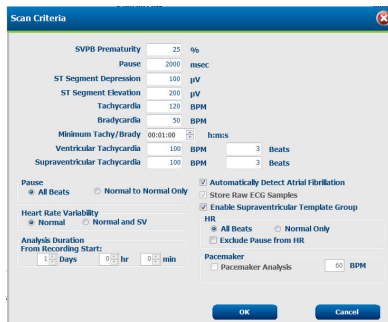 Scan Criteria
SVPB Prematurity 25 %
Pause 2000 msec
ST Segment Depression 100 µV
ST Segment Elevation 200 µV
Tachycardia 120 BPM
Bradycardia 50 BPM
Minimum Tachy/Brady 00:01:00 h:m:s
Ventricular Tachycardia 100 BPM 3 Beats
Supraventricular Tachycardia 100 BPM 3 Beats
Pause
All Beats Normal to Normal Only
Heart Rate Variability
Normal Normal and SV
Analysis Duration
From Recording Start:
1 Days 0 hr 0 min
Automatically Detect Atrial Fibrillation
Store Raw ECG Samples
Enable Supraventricular Template Group
HR
All Beats Normal Only
Exclude Pause from HR
Pacemaker
Pacemaker Analysis 60 BPM
OK Cancel